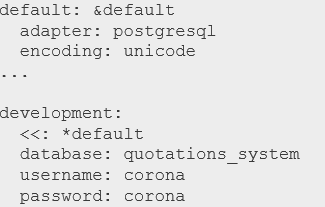 default: &default
  adapter: postgresql
  encoding: unicode
...

development:
  <<: *default
  database: quotations_system
  username: corona
  password: corona